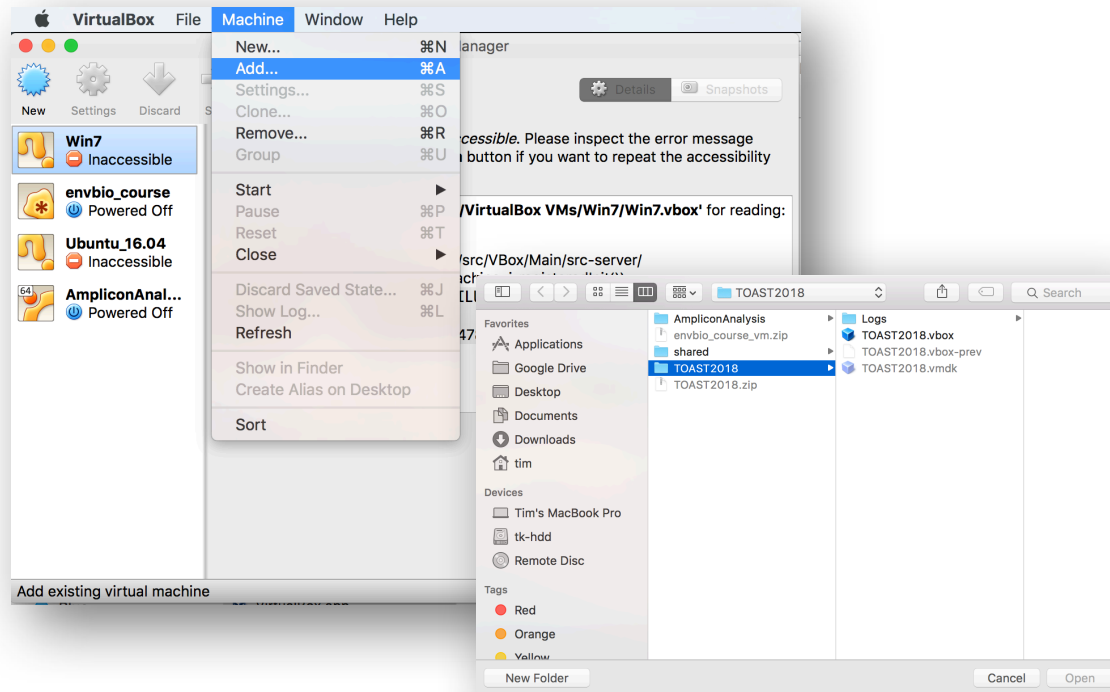 VirtualBox File Machine Window Help
anager
New Settings Discard S
Details Snapshots
New... ⌘N
Add... ⌘A
Settings... ⌘S
Clone... ⌘O
Remove... ⌘R
Group ⌘U
Start ▶
Pause ⌘P
Reset ⌘T
Close ▶
Discard Saved State... ⌘J
Show Log... ⌘L
Refresh
Show in Finder
Create Alias on Desktop
Sort
Win7
Inaccessible
envbio_course
Powered Off
Ubuntu_16.04
Inaccessible
64
AmpliconAnal...
Powered Off
cessible. Please inspect the error message
button if you want to repeat the accessibility
/VirtualBox VMs/Win7/Win7.vbox' for reading:
/src/VBox/Main/src-server/
47
Add existing virtual machine
TOAST2018
Search
Favorites
Applications
Google Drive
Desktop
Documents
Downloads
tim
Devices
Tim's MacBook Pro
tk-hdd
Remote Disc
Tags
Red
Orange
Yellow
AmpliconAnalysis
envbio_course_vm.zip
shared
TOAST2018
TOAST2018.zip
Logs
TOAST2018.vbox
TOAST2018.vbox-prev
TOAST2018.vmdk
New Folder Cancel Open